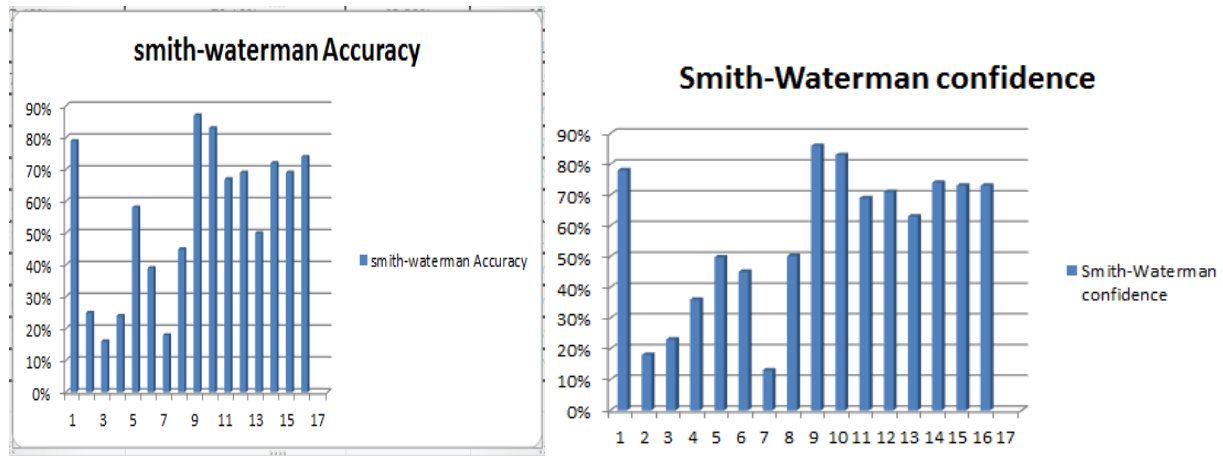 smith-waterman Accuracy
90%
80%
70%
60%
50%
40%
30%
20%
10%
0%
1 3 5 7 9 11 13 15 17
smith-waterman Accuracy
Smith-Waterman confidence
90%
80%
70%
60%
50%
40%
30%
20%
10%
0%
1 2 3 4 5 6 7 8 9 10 11 12 13 14 15 16 17
Smith-Waterman
confidence